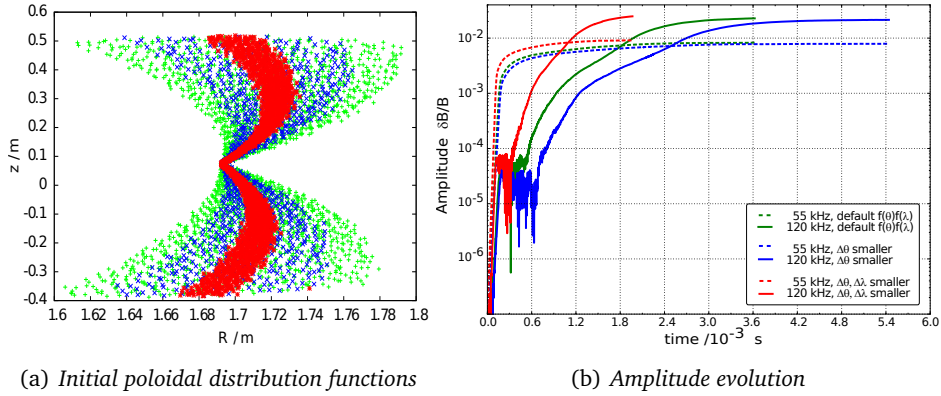 0.6
0.5
0.4
0.3
0.2
0.1
0
-0.1
-0.2
-0.3
-0.4
z /m
1.6 1.62 1.64 1.66 1.68 1.7 1.72 1.74 1.76 1.78 1.8
R /m
(a) Initial poloidal distribution functions
10⁻²
10⁻³
10⁻⁴
10⁻⁵
10⁻⁶
Amplitude δB/B
55 kHz, default f(θ)f(λ)
120 kHz, default f(θ)f(λ)
55 kHz, Δθ smaller
120 kHz, Δθ smaller
55 kHz, Δθ, Δλ smaller
120 kHz, Δθ, Δλ smaller
0.0 0.6 1.2 1.8 2.4 3.0 3.6 4.2 4.8 5.4 6.0
time /10⁻³ s
(b) Amplitude evolution